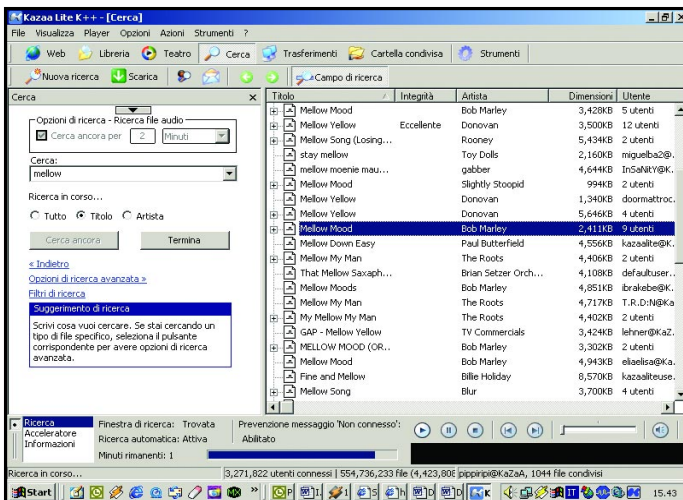 Kazaa Lite K++ - [Cerca]
File Visualizza Player Opzioni Azioni Strumenti ?
Web Libreria Teatro Cerca Trasferimenti Cartella condivisa Strumenti
Nuova ricerca Scarica Campo di ricerca
Cerca
Opzioni di ricerca - Ricerca file audio
Cerca ancora per 2 Minuti
Cerca:
mellow
Ricerca in corso...
Tutto Titolo Artista
Cerca ancora Termina
« Indietro
Opzioni di ricerca avanzata »
Filtri di ricerca
Suggerimento di ricerca
Scrivi cosa vuoi cercare. Se stai cercando un
tipo di file specifico, seleziona il pulsante
corrispondente per avere opzioni di ricerca
avanzata.
Titolo Integrità Artista Dimensioni Utente
Mellow Mood Bob Marley 3,428KB 5 utenti
Mellow Yellow Eccellente Donovan 3,500KB 12 utenti
Mellow Song (Losing... Rooney 5,434KB 2 utenti
stay mellow Toy Dolls 2,160KB miguelba2@.
mellow moenie mau... gabber 4,644KB InSaNitY@K.
Mellow Mood Slightly Stoopid 994KB 2 utenti
Mellow Yellow Donovan 1,340KB doormattroc.
Mellow Yellow Donovan 5,646KB 4 utenti
Mellow Mood Bob Marley 2,411KB 9 utenti
Mellow Down Easy Paul Butterfield 4,556KB kazaalite@K.
Mellow My Man The Roots 4,406KB 2 utenti
That Mellow Saxaph... Brian Setzer Orch... 4,108KB defaultuser..
Mellow Moods Bob Marley 4,851KB ibrakebe@K.
Mellow My Man The Roots 4,717KB T.R.D:N@Ka
My Mellow My Man The Roots 4,402KB 2 utenti
GAP - Mellow Yellow TV Commercials 3,424KB lehner@KaZ.
MELLOW MOOD (OR... Bob Marley 3,302KB 2 utenti
Mellow Mood Bob Marley 4,943KB eliaelisa@Ka.
Fine and Mellow Billie Holiday 8,570KB kazaaliteuse.
Mellow Song Blur 3,700KB 4 utenti
Ricerca
Acceleratore
Informazioni
Finestra di ricerca: Trovata
Ricerca automatica: Attiva
Minuti rimanenti: 1
Prevenzione messaggio 'Non connesso':
Abilitato
Ricerca in corso... 3,271,822 utenti connessi | 554,736,233 file (4,423,808 pippiripi@KaZaA, 1044 file condivisi
Start 15.43